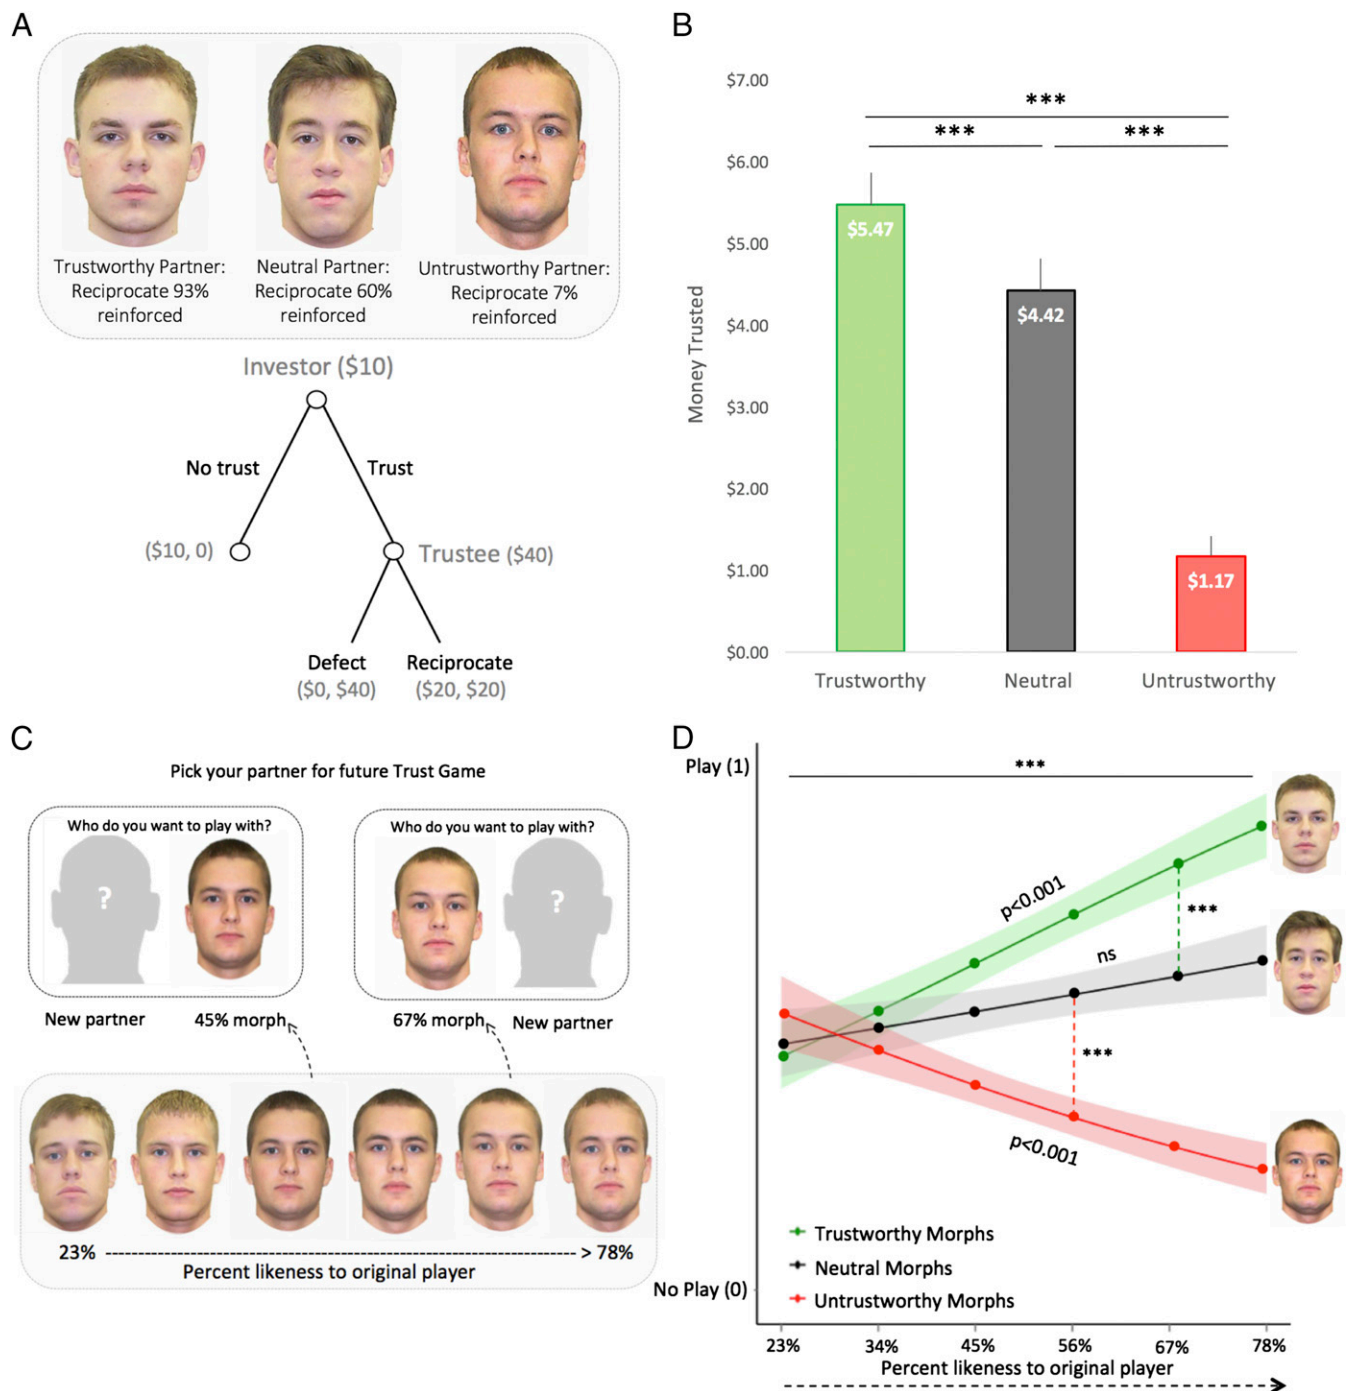 A
Trustworthy Partner:
Reciprocate 93%
reinforced
Neutral Partner:
Reciprocate 60%
reinforced
Untrustworthy Partner:
Reciprocate 7%
reinforced
Investor ($10)
No trust
Trust
($10, 0)
Trustee ($40)
Defect
($0, $40)
Reciprocate
($20, $20)
B
$7.00
$6.00
$5.00
$4.00
$3.00
$2.00
$1.00
$0.00
Money Trusted
***
***
***
$5.47
$4.42
$1.17
Trustworthy
Neutral
Untrustworthy
C
Pick your partner for future Trust Game
Who do you want to play with?
?
New partner
45% morph
Who do you want to play with?
?
67% morph
New partner
23% ---------- > 78%
Percent likeness to original player
D
Play (1)
***
p<0.001
***
ns
***
p<0.001
Trustworthy Morphs
Neutral Morphs
Untrustworthy Morphs
No Play (0)
23%
34%
45%
56%
67%
78%
Percent likeness to original player